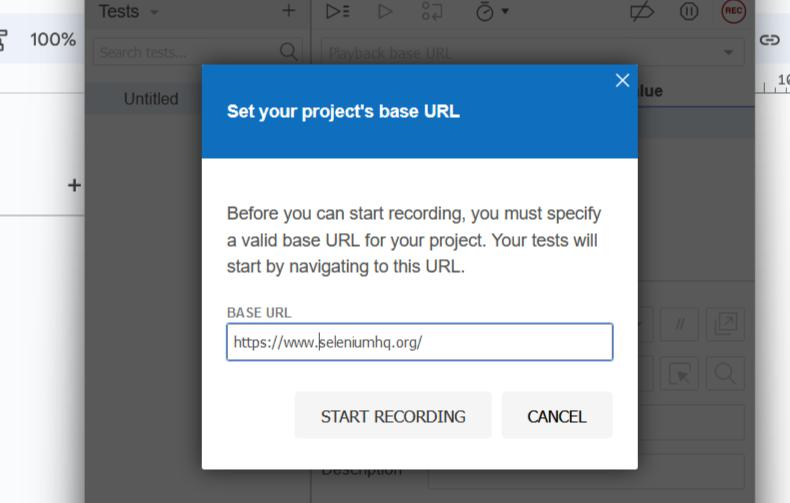 Tests
100%
REC
Search tests...
Playback base URL
10
Untitled
lue
Set your project's base URL
Before you can start recording, you must specify
a valid base URL for your project. Your tests will
start by navigating to this URL.
BASE URL
https://www.seleniumhq.org/
//
START RECORDING
CANCEL
Description